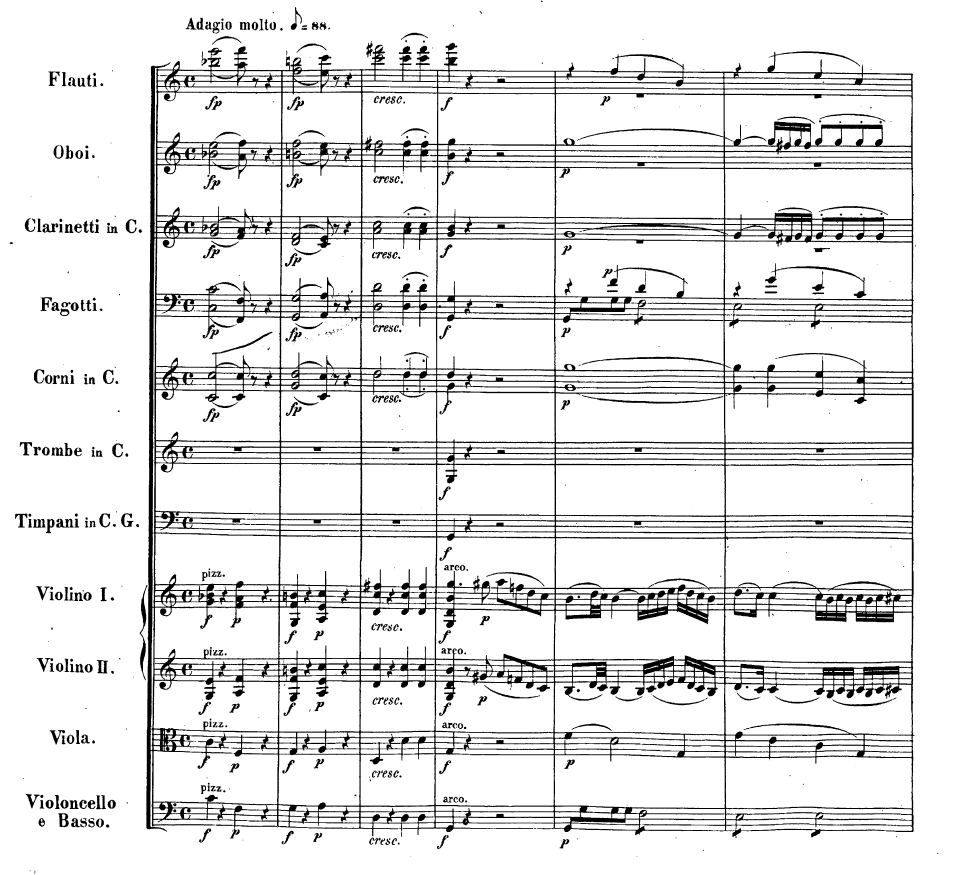 Adagio molto. ♪= 88.
Flauti.
fp fp cresc. f p
Oboi.
fp fp cresc. f p
Clarinetti in C.
fp fp cresc. f p
p
Fagotti.
fp fp cresc. f p
Corni in C.
fp fp cresc. f p
Trombe in C.
f
Timpani in C. G.
f
pizz. arco.
Violino I.
f p f p cresc. f p
pizz. arco.
Violino II.
f p f p cresc. f p
pizz. arco.
Viola.
f p f p cresc. f p
pizz. arco.
Violoncello
e Basso.
f p f p cresc. f p